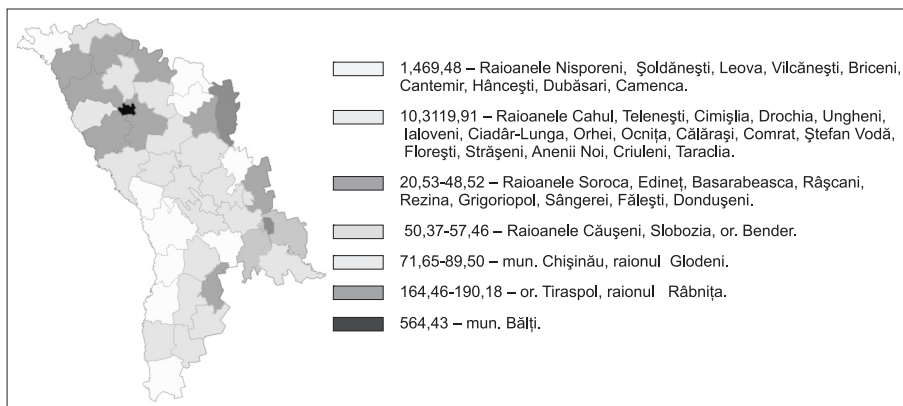 1,469,48 – Raioanele Nisporeni, Şoldăneşti, Leova, Vilcăneşti, Briceni,
Cantemir, Hânceşti, Dubăsari, Camenca.
10,3119,91 – Raioanele Cahul, Teleneşti, Cimişlia, Drochia, Ungheni,
Ialoveni, Ciadâr-Lunga, Orhei, Ocniţa, Călăraşi, Comrat, Ştefan Vodă,
Floreşti, Străşeni, Anenii Noi, Criuleni, Taraclia.
20,53-48,52 – Raioanele Soroca, Edineţ, Basarabeasca, Râşcani,
Rezina, Grigoriopol, Sângerei, Făleşti, Donduşeni.
50,37-57,46 – Raioanele Căuşeni, Slobozia, or. Bender.
71,65-89,50 – mun. Chişinău, raionul Glodeni.
164,46-190,18 – or. Tiraspol, raionul Râbniţa.
564,43 – mun. Bălţi.